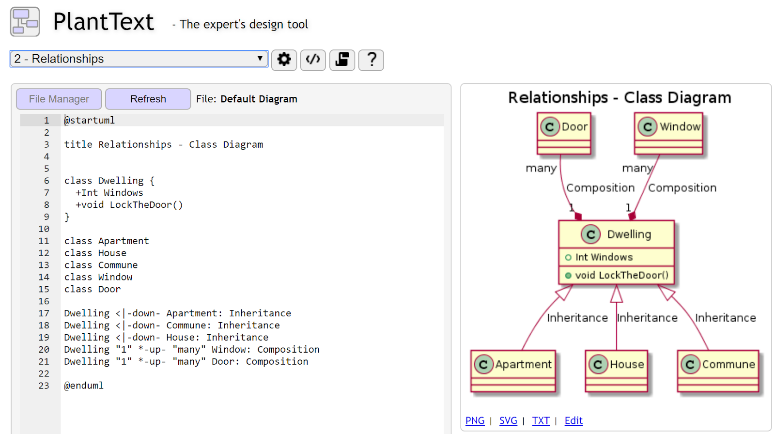 PlantText - The expert's design tool
2 - Relationships
?
File Manager Refresh File: Default Diagram
1 @startuml
2
3 title Relationships - Class Diagram
4
5
6 class Dwelling {
7 +Int Windows
8 +void LockTheDoor()
9 }
10
11 class Apartment
12 class House
13 class Commune
14 class Window
15 class Door
16
17 Dwelling <|-down- Apartment: Inheritance
18 Dwelling <|-down- Commune: Inheritance
19 Dwelling <|-down- House: Inheritance
20 Dwelling "1" *-up- "many" Window: Composition
21 Dwelling "1" *-up- "many" Door: Composition
22
23 @enduml
Relationships - Class Diagram
C Door C Window
many many
Composition Composition
1 1
C Dwelling
Int Windows
void LockTheDoor()
Inheritance Inheritance Inheritance
C Apartment C House C Commune
PNG | SVG | TXT | Edit